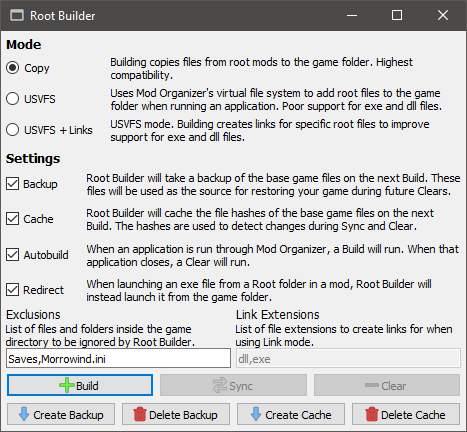 Root Builder
Mode
Copy
Building copies files from root mods to the game folder. Highest
compatibility.
USVFS
Uses Mod Organizer's virtual file system to add root files to the game
folder when running an application. Poor support for exe and dll files.
USVFS + Links
USVFS mode. Building creates links for specific root files to improve
support for exe and dll files.
Settings
Backup
Root Builder will take a backup of the base game files on the next Build. These
files will be used as the source for restoring your game during future Clears.
Cache
Root Builder will cache the file hashes of the base game files on the next
Build. The hashes are used to detect changes during Sync and Clear.
Autobuild
When an application is run through Mod Organizer, a Build will run. When that
application closes, a Clear will run.
Redirect
When launching an exe file from a Root folder in a mod, Root Builder will
instead launch it from the game folder.
Exclusions
List of files and folders inside the game
directory to be ignored by Root Builder.
Saves,Morrowind.ini
Link Extensions
List of file extensions to create links for when
using Link mode.
dll,exe
Build
Sync
Clear
Create Backup
Delete Backup
Create Cache
Delete Cache